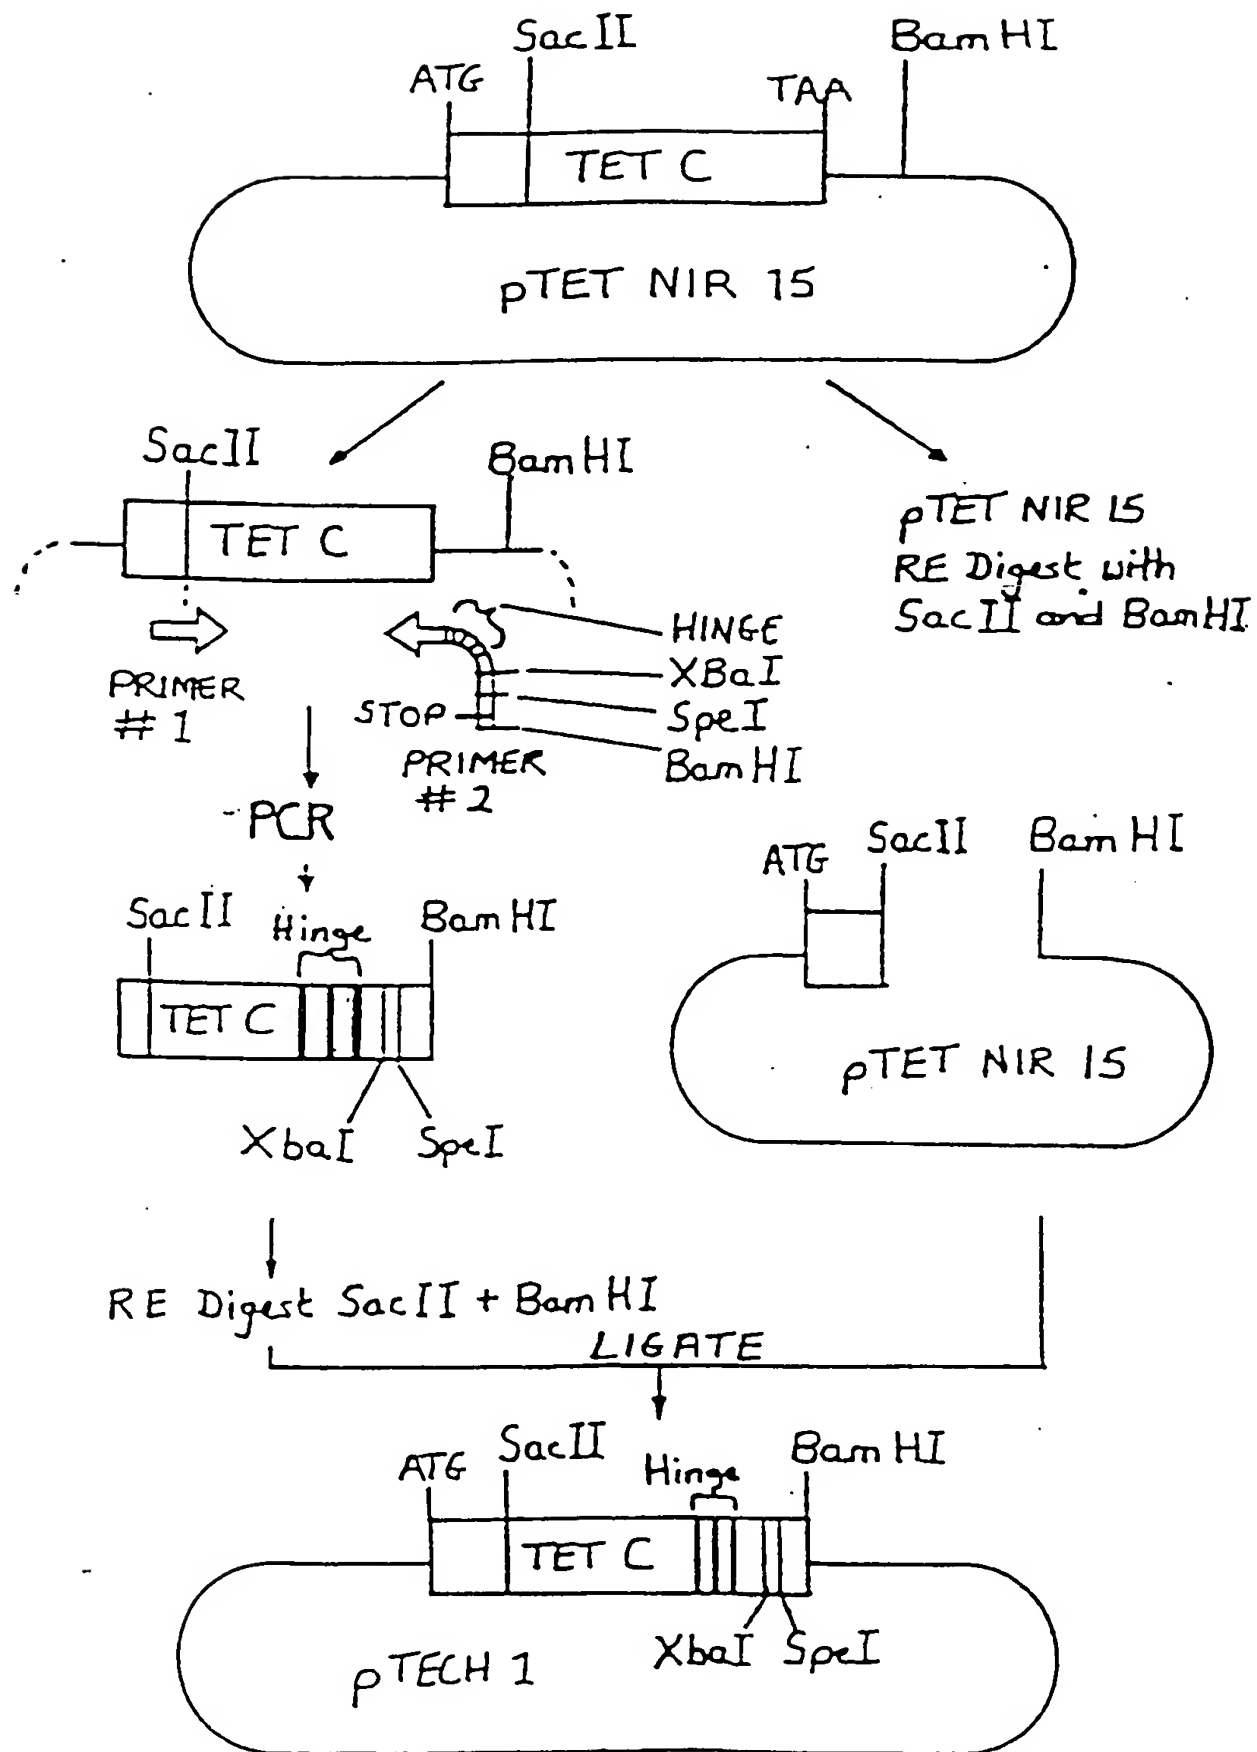 SacII
BamHI
ATG
TAA
TET C
pTET NIR 15
SacII
BamHI
TET C
pTET NIR 15
RE Digest with
SacII and BamHI
HINGE
XBaI
SpeI
BamHI
STOP
PRIMER
# 1
PRIMER
# 2
PCR
SacII
Hinge
BamHI
TET C
XbaI
SpeI
ATG
SacII
BamHI
pTET NIR 15
RE Digest SacII + BamHI
LIGATE
ATG
SacII
Hinge
BamHI
TET C
XbaI
SpeI
pTECH 1